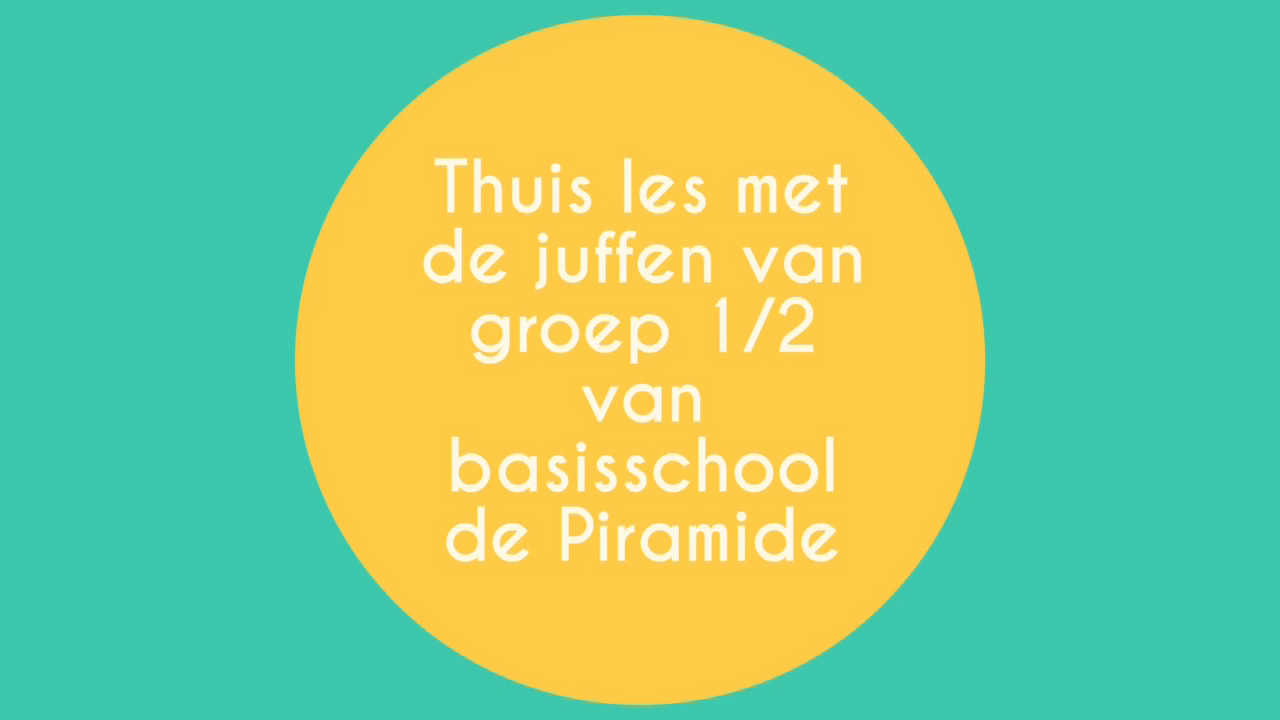 Thuis les met
de juffen van
groep 1/2
van
basisschool
de Piramide